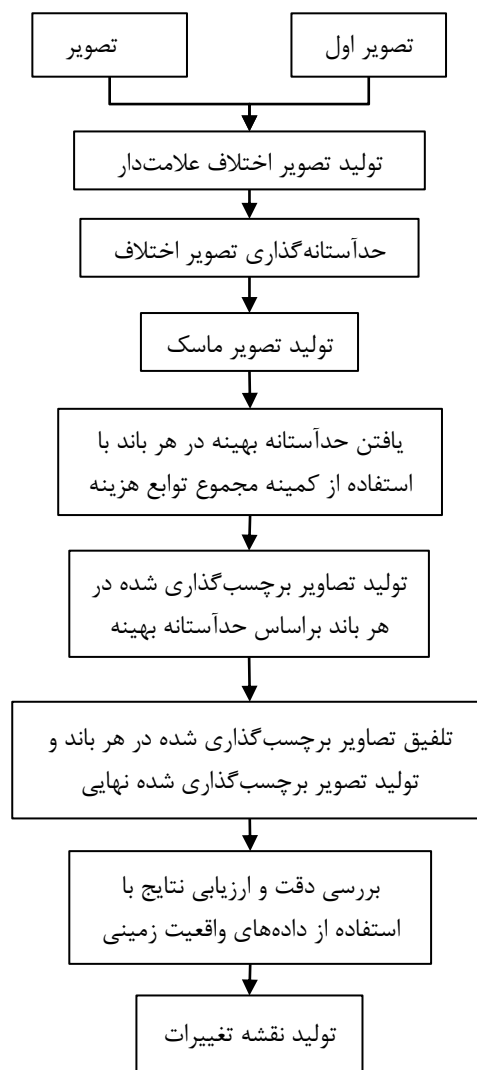 تصویر اول
تصویر
تولید تصویر اختلاف علامت‌دار
حدآستانه‌گذاری تصویر اختلاف
تولید تصویر ماسک
یافتن حدآستانه بهینه در هر باند با
استفاده از کمینه مجموع توابع هزینه
تولید تصاویر برچسب‌گذاری شده در
هر باند براساس حدآستانه بهینه
تلفیق تصاویر برچسب‌گذاری شده در هر باند و
تولید تصویر برچسب‌گذاری شده نهایی
بررسی دقت و ارزیابی نتایج با
استفاده از داده‌های واقعیت زمینی
تولید نقشه تغییرات